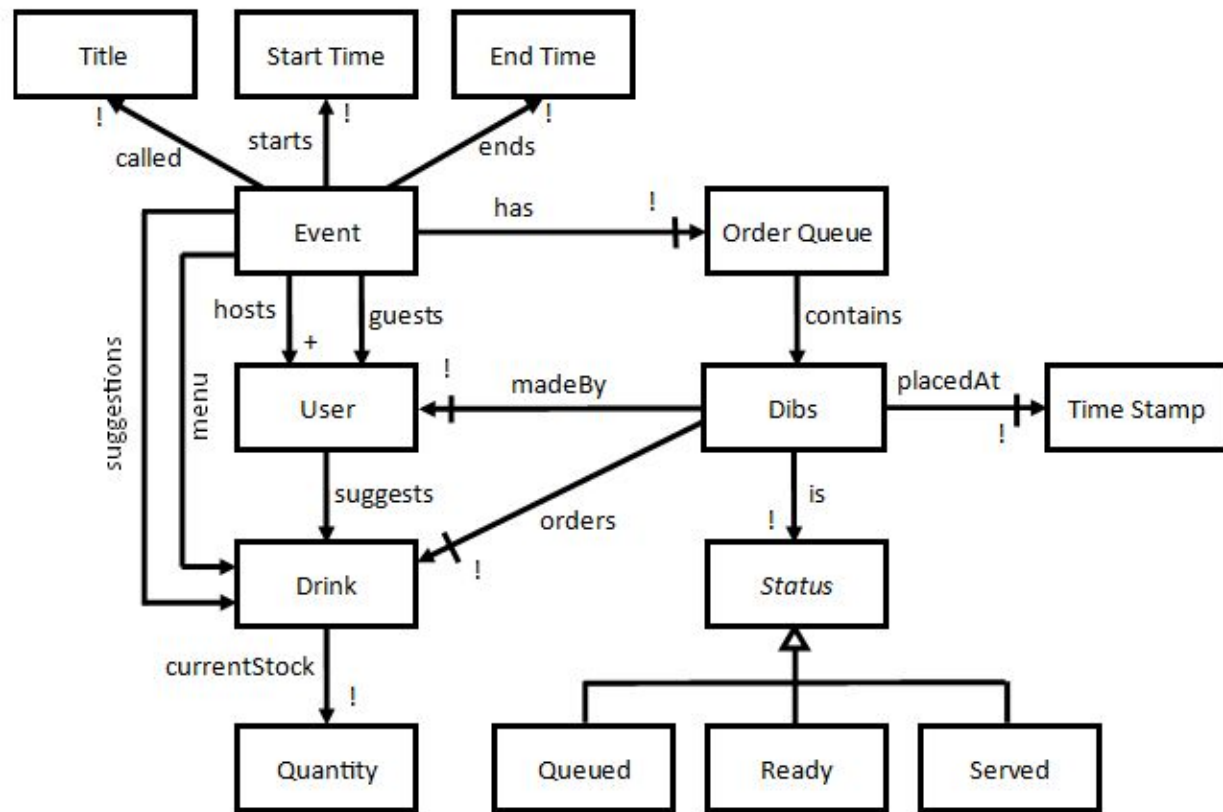 Title
Start Time
End Time
!
!
!
called
starts
ends
Event
has
!
Order Queue
hosts
guests
contains
+
suggestions
menu
User
!
madeBy
Dibs
placedAt
!
Time Stamp
suggests
orders
is
!
!
Drink
Status
currentStock
!
Quantity
Queued
Ready
Served